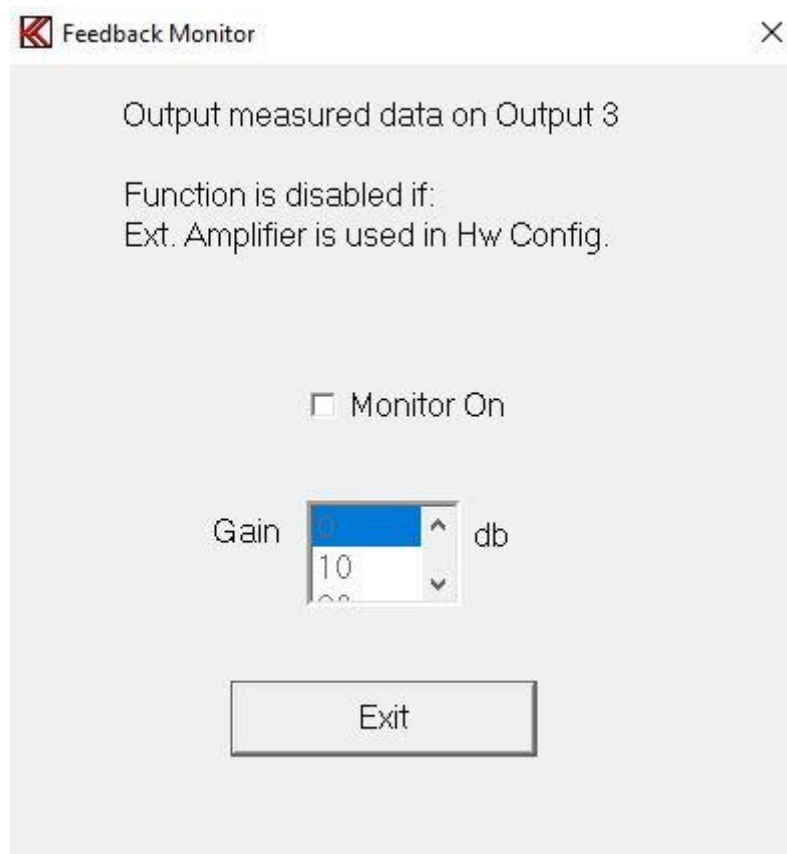 Feedback Monitor
Output measured data on Output 3
Function is disabled if:
Ext. Amplifier is used in Hw Config.
Monitor On
Gain 0 db
10
Exit